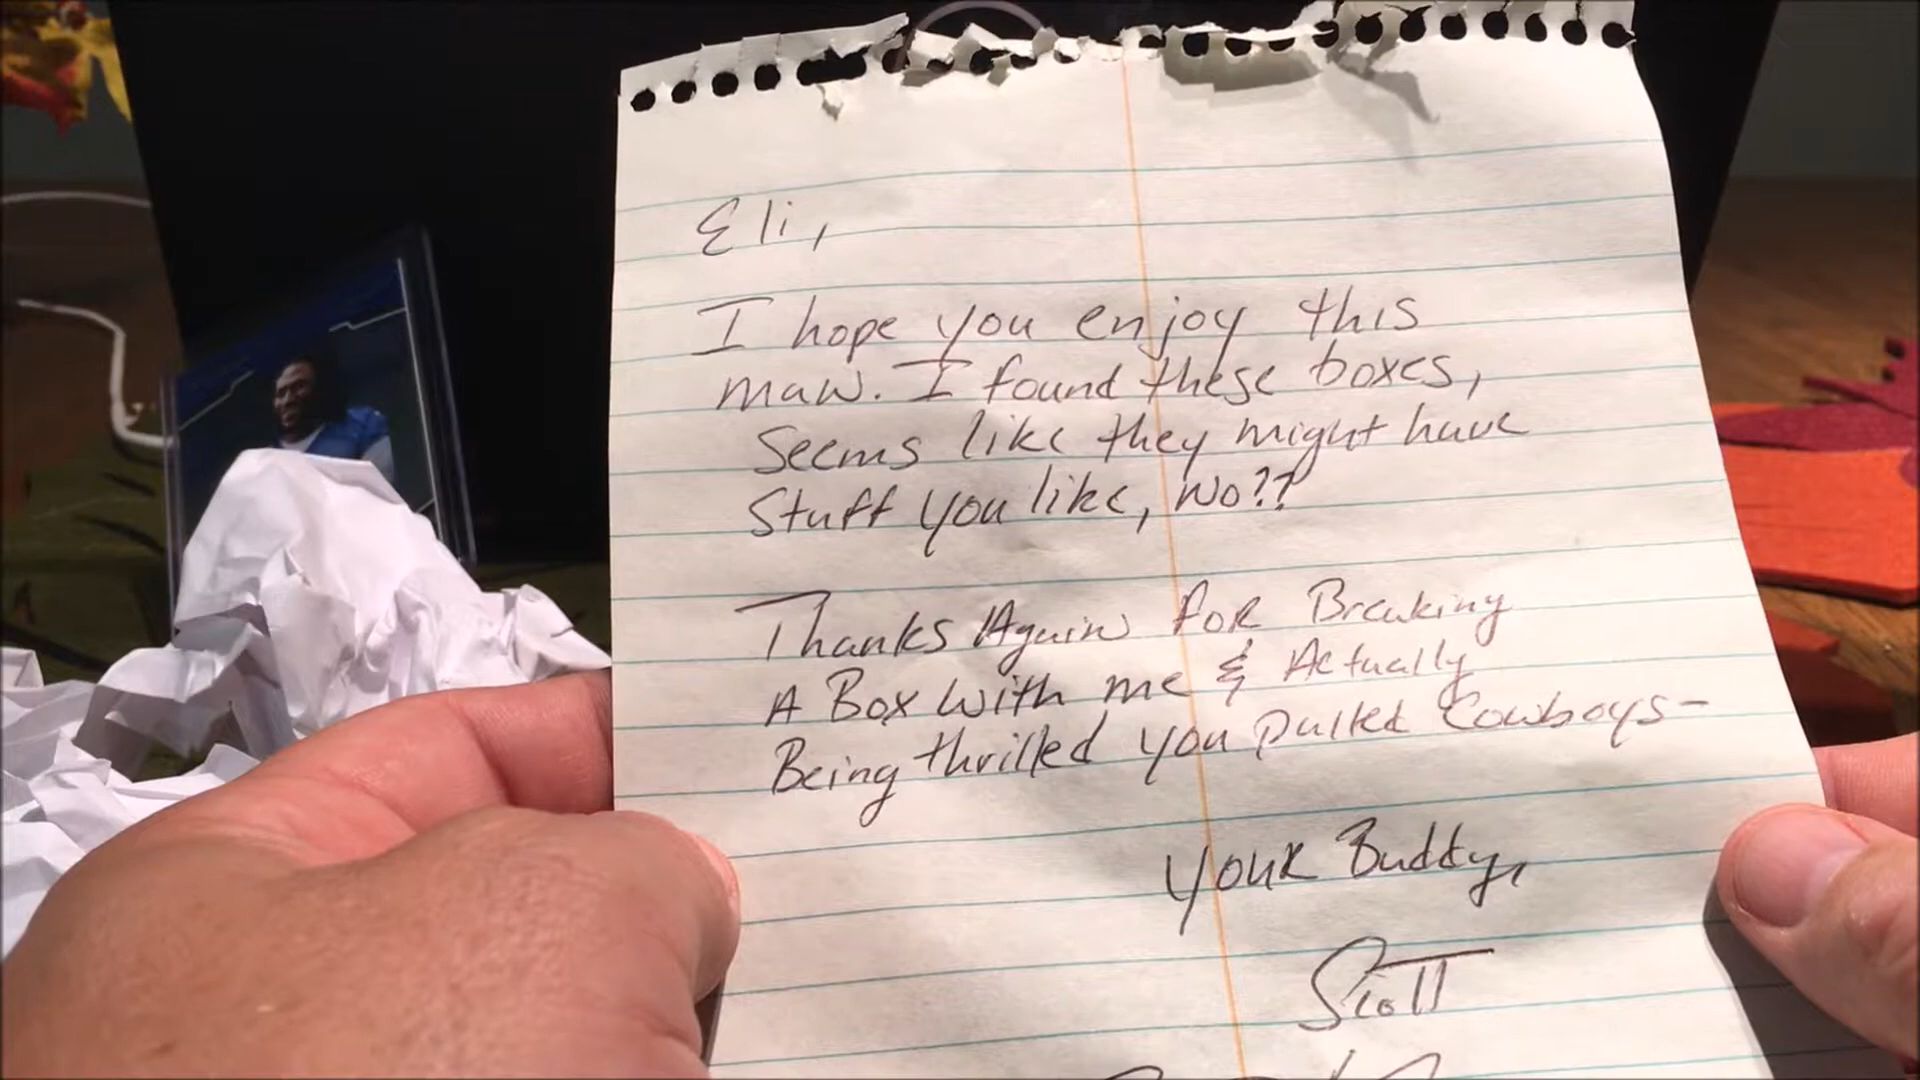 Eli,
I hope you enjoy this
maw. I found these boxes,
Seems like they might have
Stuff you like, No??
Thanks Again for Breaking
A Box with me & Actually
Being thrilled you pulled Cowboys-
Your Buddy,
Scott